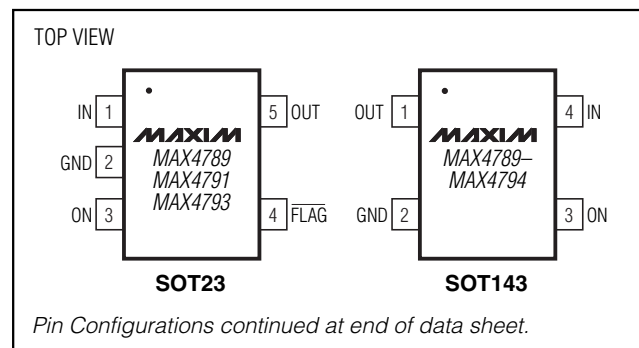 TOP VIEW
IN 1
GND 2
ON 3
MAXIM
MAX4789
MAX4791
MAX4793
5 OUT
4 FLAG
SOT23
OUT 1
GND 2
MAXIM
MAX4789–
MAX4794
4 IN
3 ON
SOT143
Pin Configurations continued at end of data sheet.